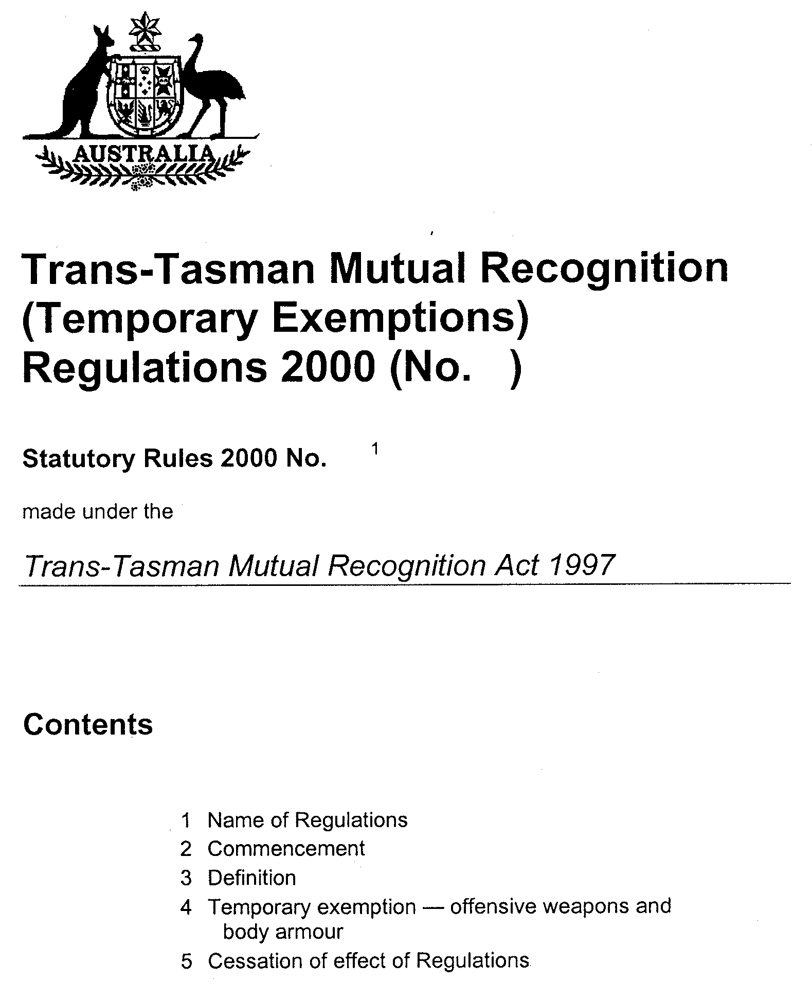 AUSTRALIA
Trans-Tasman Mutual Recognition
(Temporary Exemptions)
Regulations 2000 (No. )
Statutory Rules 2000 No. 1
made under the
Trans-Tasman Mutual Recognition Act 1997
Contents
1 Name of Regulations
2 Commencement
3 Definition
4 Temporary exemption — offensive weapons and
body armour
5 Cessation of effect of Regulations